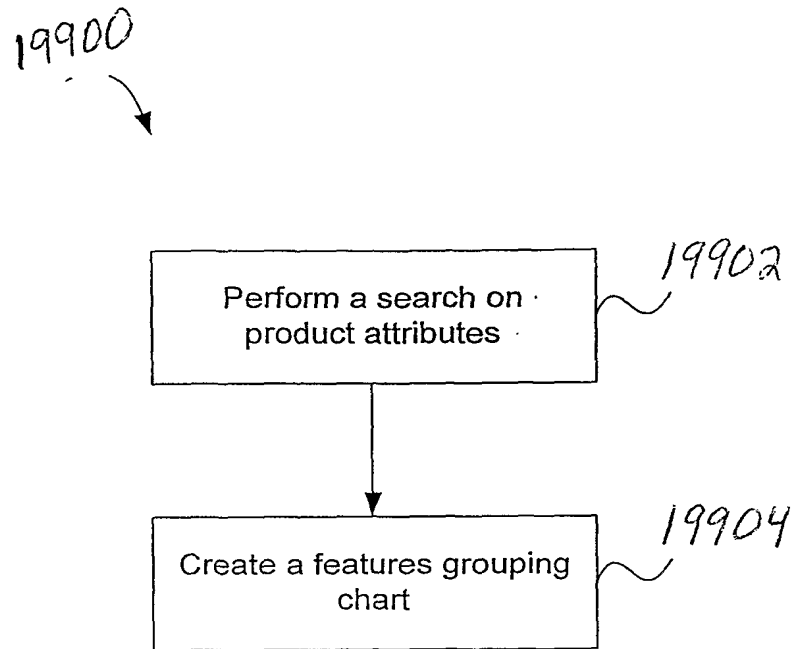 19900
Perform a search on
product attributes
19902
Create a features grouping
chart
19904